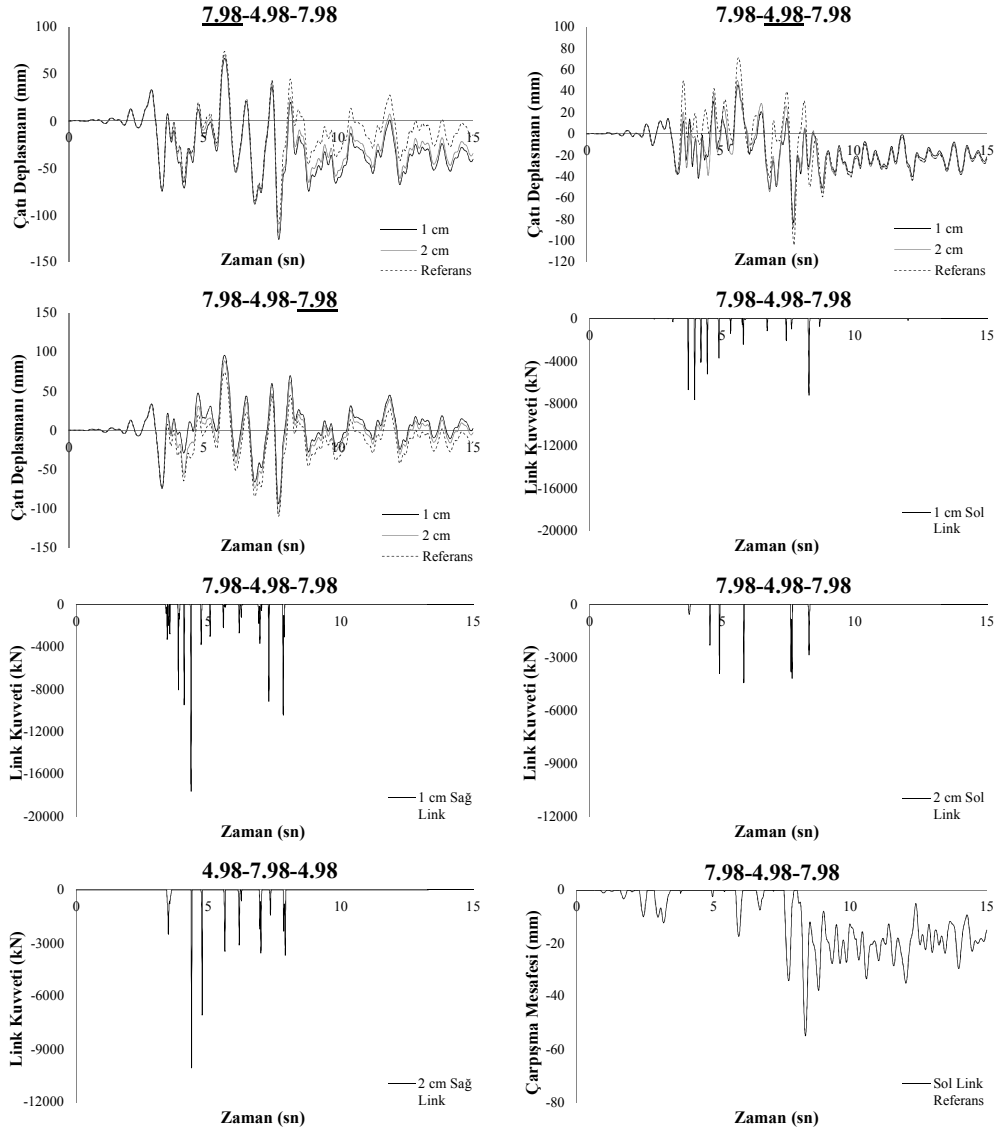 7.98-4.98-7.98
100
50
0
-50
-100
-150
0
5
10
15
Çatı Deplasmanı (mm)
Zaman (sn)
1 cm
2 cm
Referans
7.98-4.98-7.98
100
80
60
40
20
0
-20
-40
-60
-80
-100
-120
0
5
10
15
Çatı Deplasmanı (mm)
Zaman (sn)
1 cm
2 cm
Referans
7.98-4.98-7.98
150
100
50
0
-50
-100
-150
0
5
10
15
Çatı Deplasmanı (mm)
Zaman (sn)
1 cm
2 cm
Referans
7.98-4.98-7.98
0
-4000
-8000
-12000
-16000
-20000
0
5
10
15
Link Kuvveti (kN)
Zaman (sn)
1 cm Sol
Link
7.98-4.98-7.98
0
-4000
-8000
-12000
-16000
-20000
0
5
10
15
Link Kuvveti (kN)
Zaman (sn)
1 cm Sağ
Link
7.98-4.98-7.98
0
-3000
-6000
-9000
-12000
0
5
10
15
Link Kuvveti (kN)
Zaman (sn)
2 cm Sol
Link
4.98-7.98-4.98
0
-3000
-6000
-9000
-12000
0
5
10
15
Link Kuvveti (kN)
Zaman (sn)
2 cm Sağ
Link
7.98-4.98-7.98
0
-20
-40
-60
-80
0
5
10
15
Çarpışma Mesafesi (mm)
Zaman (sn)
Sol Link
Referans